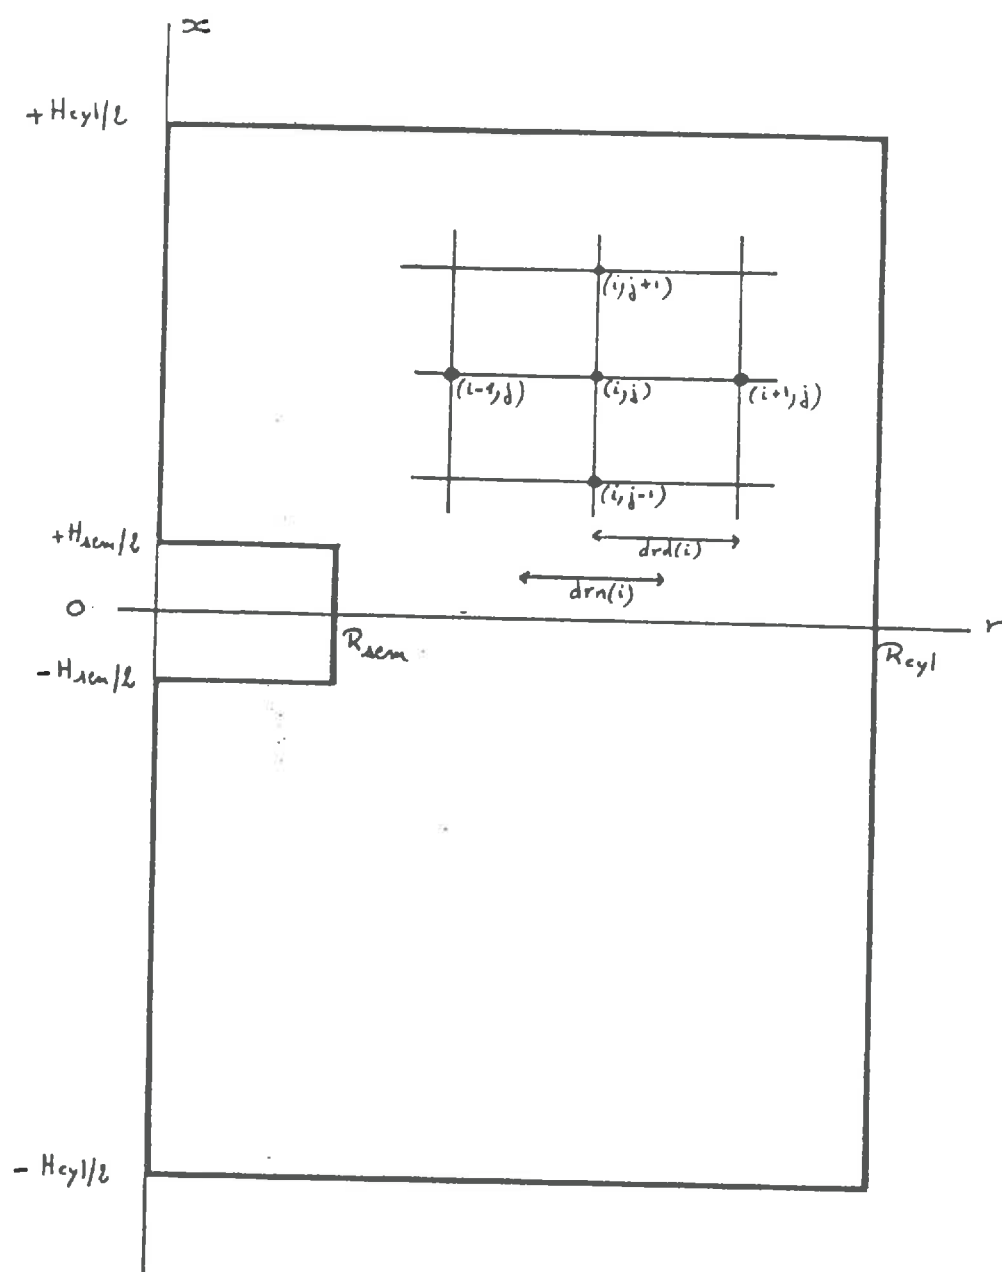 x
+Hcyl/2
(i,j+1)
(i-1,j)
(i,j)
(i+1,j)
(i,j-1)
+Hsem/2
drd(i)
drn(i)
0
r
Rsem
Rcyl
-Hsem/2
- Hcyl/2